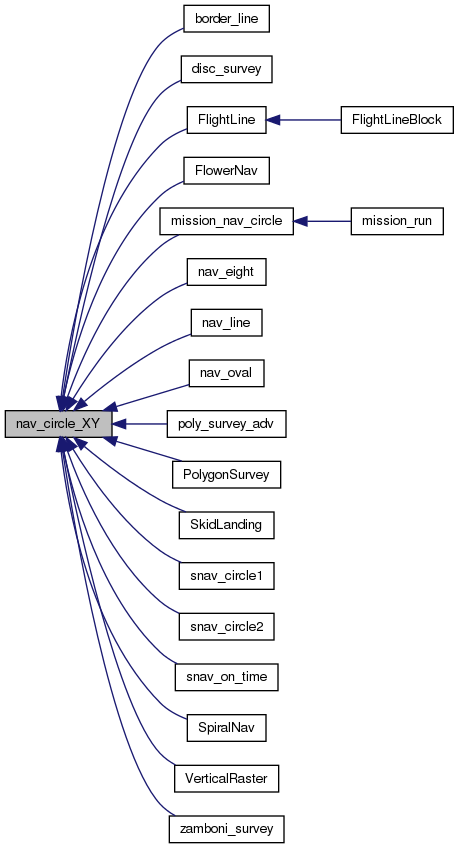 border_line
disc_survey
FlightLine
FlightLineBlock
FlowerNav
mission_nav_circle
mission_run
nav_eight
nav_line
nav_oval
nav_circle_XY
poly_survey_adv
PolygonSurvey
SkidLanding
snav_circle1
snav_circle2
snav_on_time
SpiralNav
VerticalRaster
zamboni_survey